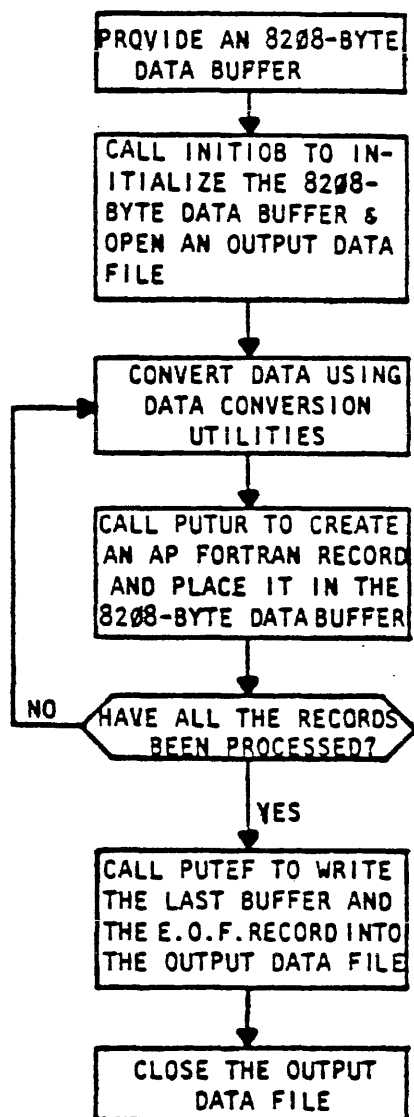 PROVIDE AN 82Ø8-BYTE
DATA BUFFER
CALL INITIOB TO IN-
ITIALIZE THE 82Ø8-
BYTE DATA BUFFER &
OPEN AN OUTPUT DATA
FILE
CONVERT DATA USING
DATA CONVERSION
UTILITIES
CALL PUTUR TO CREATE
AN AP FORTRAN RECORD
AND PLACE IT IN THE
82Ø8-BYTE DATA BUFFER
NO
HAVE ALL THE RECORDS
BEEN PROCESSED?
YES
CALL PUTEF TO WRITE
THE LAST BUFFER AND
THE E.O.F. RECORD INTO
THE OUTPUT DATA FILE
CLOSE THE OUTPUT
DATA FILE